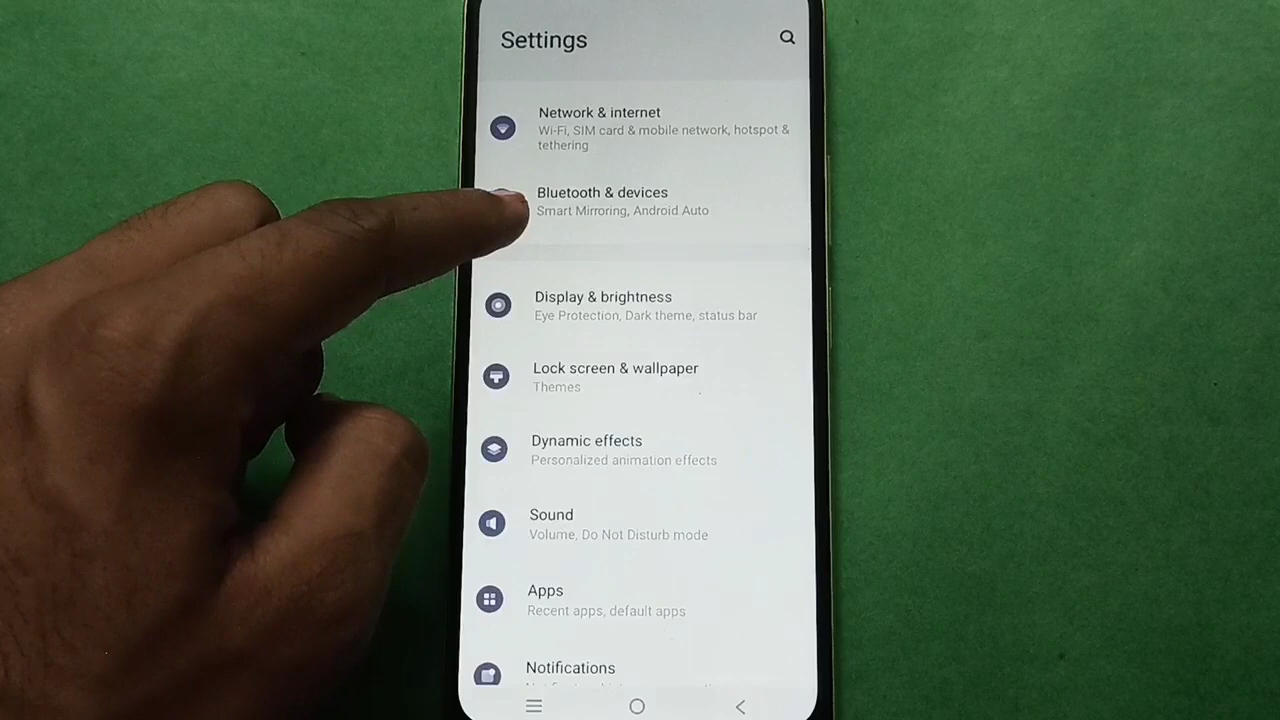 Settings
Network & internet
Wi-Fi, SIM card & mobile network, hotspot &
tethering
Bluetooth & devices
Smart Mirroring, Android Auto
Display & brightness
Eye Protection, Dark theme, status bar
Lock screen & wallpaper
Themes
Dynamic effects
Personalized animation effects
Sound
Volume, Do Not Disturb mode
Apps
Recent apps, default apps
Notifications